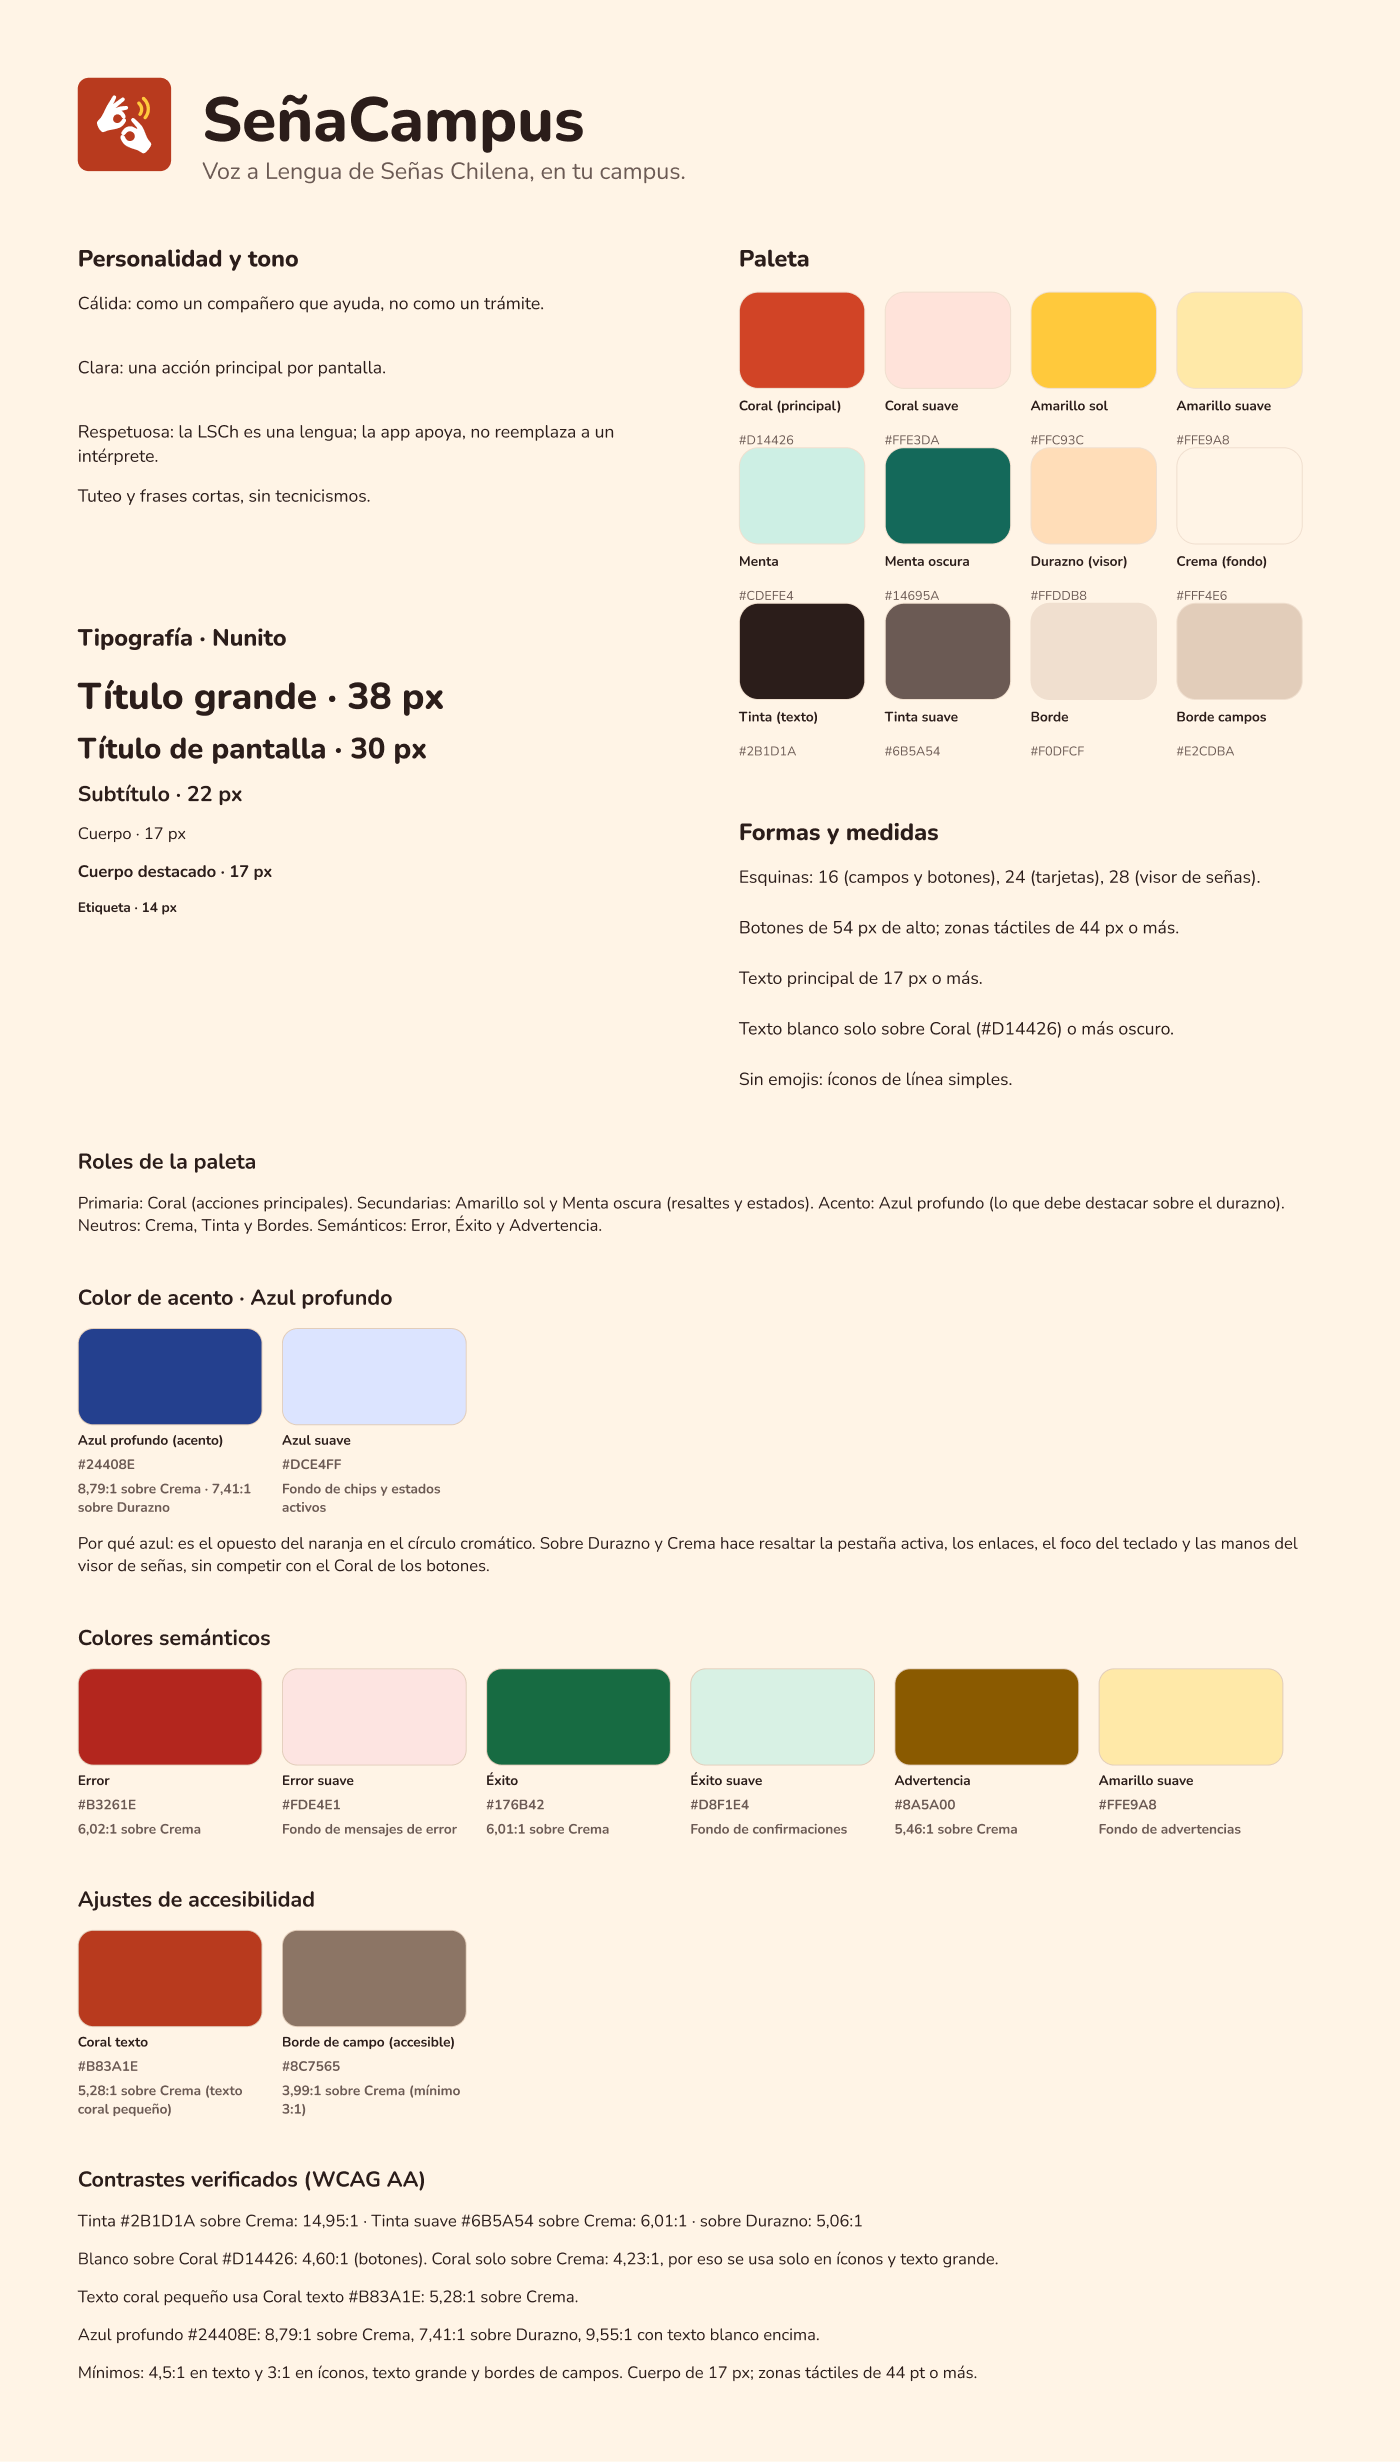 SeñaCampus
Voz a Lengua de Señas Chilena, en tu campus.
Personalidad y tono
Cálida: como un compañero que ayuda, no como un trámite.
Clara: una acción principal por pantalla.
Respetuosa: la LSCh es una lengua; la app apoya, no reemplaza a un
intérprete.
Tuteo y frases cortas, sin tecnicismos.
Tipografía · Nunito
Título grande · 38 px
Título de pantalla · 30 px
Subtítulo · 22 px
Cuerpo · 17 px
Cuerpo destacado · 17 px
Etiqueta · 14 px
Paleta
Coral (principal) Coral suave Amarillo sol Amarillo suave
#D14426 #FFE3DA #FFC93C #FFE9A8
Menta Menta oscura Durazno (visor) Crema (fondo)
#CDEFE4 #14695A #FFDDB8 #FFF4E6
Tinta (texto) Tinta suave Borde Borde campos
#2B1D1A #6B5A54 #F0DFCF #E2CDBA
Formas y medidas
Esquinas: 16 (campos y botones), 24 (tarjetas), 28 (visor de señas).
Botones de 54 px de alto; zonas táctiles de 44 px o más.
Texto principal de 17 px o más.
Texto blanco solo sobre Coral (#D14426) o más oscuro.
Sin emojis: íconos de línea simples.
Roles de la paleta
Primaria: Coral (acciones principales). Secundarias: Amarillo sol y Menta oscura (resaltes y estados). Acento: Azul profundo (lo que debe destacar sobre el durazno).
Neutros: Crema, Tinta y Bordes. Semánticos: Error, Éxito y Advertencia.
Color de acento · Azul profundo
Azul profundo (acento) Azul suave
#24408E #DCE4FF
8,79:1 sobre Crema · 7,41:1 Fondo de chips y estados
sobre Durazno activos
Por qué azul: es el opuesto del naranja en el círculo cromático. Sobre Durazno y Crema hace resaltar la pestaña activa, los enlaces, el foco del teclado y las manos del
visor de señas, sin competir con el Coral de los botones.
Colores semánticos
Error Error suave Éxito Éxito suave Advertencia Amarillo suave
#B3261E #FDE4E1 #176B42 #D8F1E4 #8A5A00 #FFE9A8
6,02:1 sobre Crema Fondo de mensajes de error 6,01:1 sobre Crema Fondo de confirmaciones 5,46:1 sobre Crema Fondo de advertencias
Ajustes de accesibilidad
Coral texto Borde de campo (accesible)
#B83A1E #8C7565
5,28:1 sobre Crema (texto 3,99:1 sobre Crema (mínimo
coral pequeño) 3:1)
Contrastes verificados (WCAG AA)
Tinta #2B1D1A sobre Crema: 14,95:1 · Tinta suave #6B5A54 sobre Crema: 6,01:1 · sobre Durazno: 5,06:1
Blanco sobre Coral #D14426: 4,60:1 (botones). Coral solo sobre Crema: 4,23:1, por eso se usa solo en íconos y texto grande.
Texto coral pequeño usa Coral texto #B83A1E: 5,28:1 sobre Crema.
Azul profundo #24408E: 8,79:1 sobre Crema, 7,41:1 sobre Durazno, 9,55:1 con texto blanco encima.
Mínimos: 4,5:1 en texto y 3:1 en íconos, texto grande y bordes de campos. Cuerpo de 17 px; zonas táctiles de 44 pt o más.